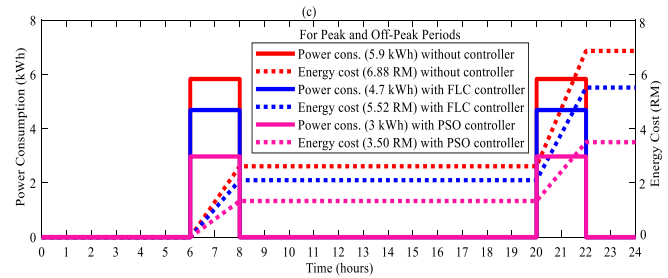 (c)
For Peak and Off-Peak Periods
Power cons. (5.9 kWh) without controller
Energy cost (6.88 RM) without controller
Power cons. (4.7 kWh) with FLC controller
Energy cost (5.52 RM) with FLC controller
Power cons. (3 kWh) with PSO controller
Energy cost (3.50 RM) with PSO controller
Power Consumption (kWh)
8
6
4
2
0
Energy Cost (RM)
8
6
4
2
0
0 1 2 3 4 5 6 7 8 9 10 11 12 13 14 15 16 17 18 19 20 21 22 23 24
Time (hours)